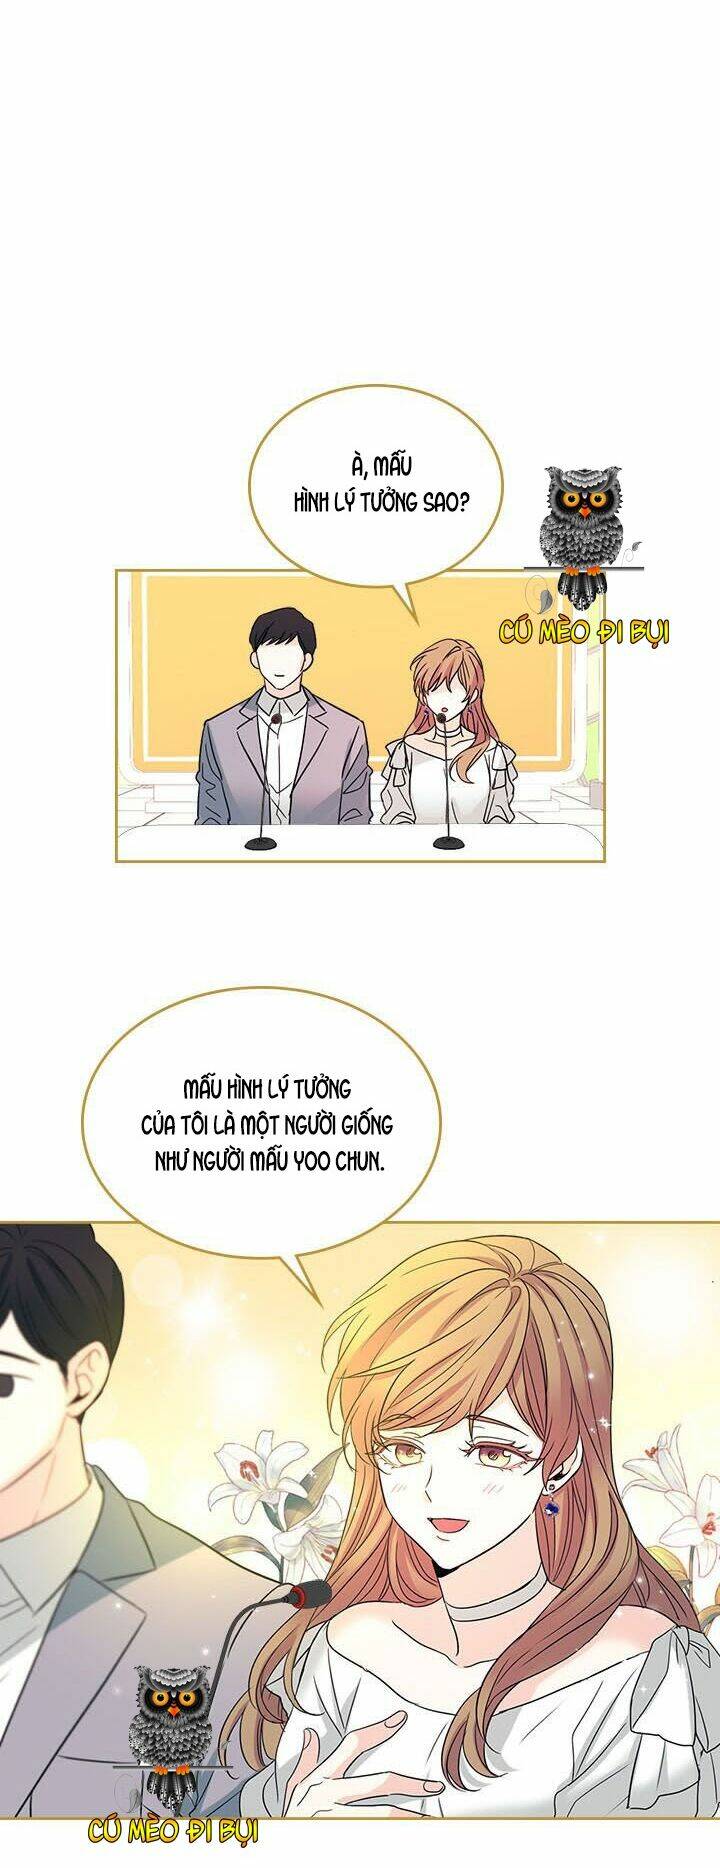 À, MẪU
HÌNH LÝ TƯỞNG SAO?
CÚ MÈO ĐI BỤI
MẪU HÌNH LÝ TƯỞNG
CỦA TÔI LÀ MỘT NGƯỜI GIỐNG
NHƯ NGƯỜI MẪU YOO CHUN.
CÚ MÈO ĐI BỤI